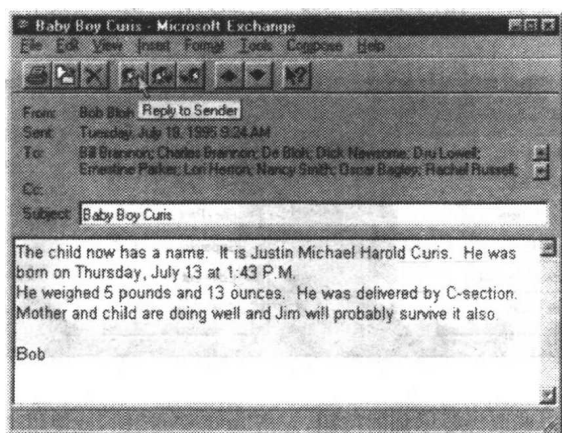 Baby Boy Curis - Microsoft Exchange
File Edit View Insert Format Tools Compose Help
From: Bob Bloh
Reply to Sender
Sent: Tuesday, July 18, 1995 9:24 AM
To: Bill Brannon; Charles Brannon; De Bloh; Dick Newsome; Dru Lowell;
Ernestine Parker; Lori Herron; Nancy Smith; Oscar Bagley; Rachel Russell;
Cc:
Subject: Baby Boy Curis
The child now has a name. It is Justin Michael Harold Curis. He was
born on Thursday, July 13 at 1:43 P.M.
He weighed 5 pounds and 13 ounces. He was delivered by C-section.
Mother and child are doing well and Jim will probably survive it also.
Bob